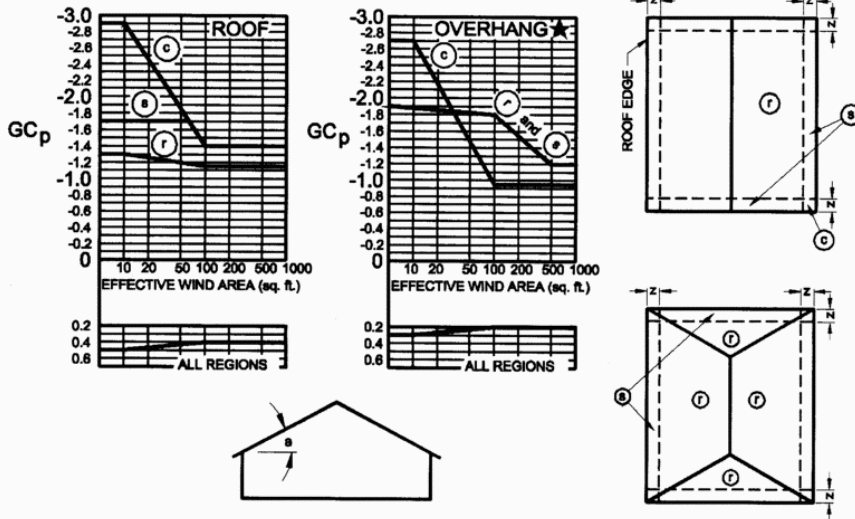 ROOF
-3.0
-2.8
-2.6
-2.4
-2.2
-2.0
-1.8
-1.6
-1.4
-1.2
-1.0
-0.8
-0.6
-0.4
-0.2
0
GCp
c
s
r
10 20 50 100 200 500 1000
EFFECTIVE WIND AREA (sq. ft.)
0.2
0.4
0.6
ALL REGIONS
OVERHANG★
-3.0
-2.8
-2.6
-2.4
-2.2
-2.0
-1.8
-1.6
-1.4
-1.2
-1.0
-0.8
-0.6
-0.4
-0.2
0
GCp
c
r and s
10 20 50 100 200 500 1000
EFFECTIVE WIND AREA (sq. ft.)
0.2
0.4
0.6
ALL REGIONS
z z
z
ROOF EDGE
r
s
z
c
z z
z
r
s
r r
r
z
a